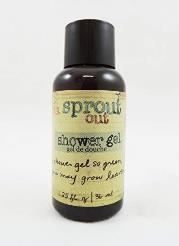 sprout
out
shower gel
gel de douche
shower gel so green
you may grow leaves
1.25 fl. oz / 36 ml